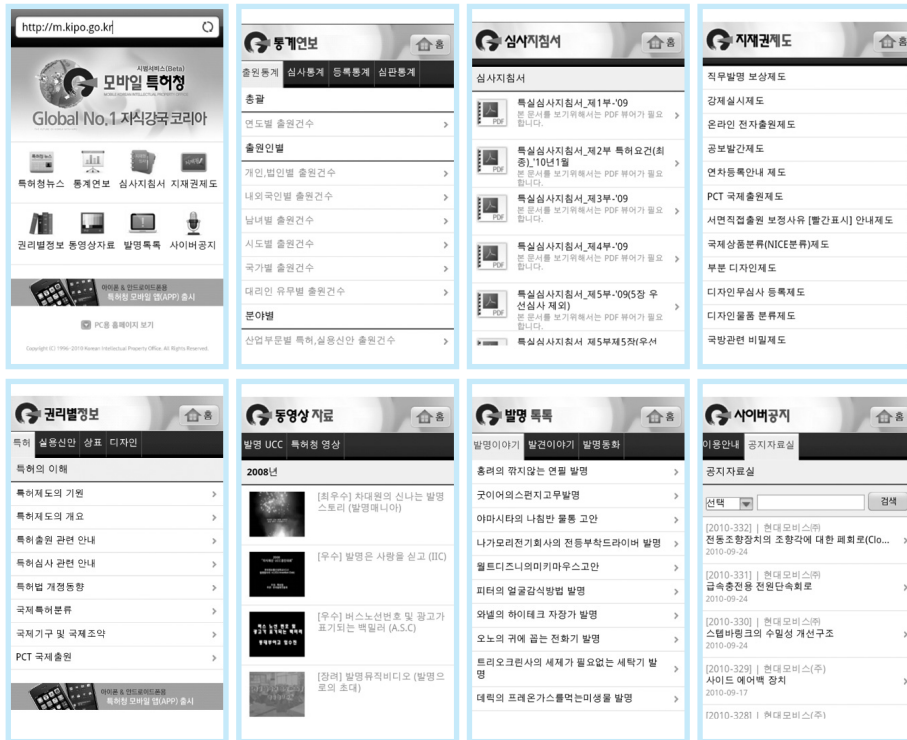 http://m.kipo.go.kr
시범서비스(Beta)
모바일 특허청
Global No.1 지식강국 코리아
특허청뉴스 통계연보 심사지침서 지재권제도
권리별정보 동영상자료 발명톡톡 사이버공지
아이폰 & 안드로이드폰용
특허청 모바일 앱(APP) 출시
PC용 홈페이지 보기
Copyright (C) 1996-2010 Korean Intellectual Property Office. All Rights Reserved.
통계연보
홈
출원통계 심사통계 등록통계 심판통계
총괄
연도별 출원건수
출원인별
개인,법인별 출원건수
내외국인별 출원건수
남녀별 출원건수
시도별 출원건수
국가별 출원건수
대리인 유무별 출원건수
분야별
산업부문별 특허,실용신안 출원건수
심사지침서
홈
심사지침서
특실심사지침서_제1부-'09
본 문서를 보기위해서는 PDF 뷰어가 필요
합니다.
특실심사지침서_제2부 특허요건(최
종)_'10년1월
본 문서를 보기위해서는 PDF 뷰어가 필요
합니다.
특실심사지침서_제3부-'09
본 문서를 보기위해서는 PDF 뷰어가 필요
합니다.
특실심사지침서_제4부-'09
본 문서를 보기위해서는 PDF 뷰어가 필요
합니다.
특실심사지침서_제5부-'09(5장 우
선심사 제외)
본 문서를 보기위해서는 PDF 뷰어가 필요
합니다.
특실심사지침서 제5부제5장(우선
지재권제도
홈
직무발명 보상제도
강제실시제도
온라인 전자출원제도
공보발간제도
연차등록안내 제도
PCT 국제출원제도
서면직접출원 보정사유 [빨간표시] 안내제도
국제상품분류(NICE분류)제도
부분 디자인제도
디자인무심사 등록제도
디자인물품 분류제도
국방관련 비밀제도
권리별정보
홈
특허 실용신안 상표 디자인
특허의 이해
특허제도의 기원
특허제도의 개요
특허출원 관련 안내
특허심사 관련 안내
특허법 개정동향
국제특허분류
국제기구 및 국제조약
PCT 국제출원
아이폰 & 안드로이드폰용
특허청 모바일 앱(APP) 출시
동영상 자료
홈
발명 UCC 특허청 영상
2008년
[최우수] 차대원의 신나는 발명
스토리 (발명매니아)
[우수] 발명은 사랑을 싣고 (IIC)
[우수] 버스노선번호 및 광고가
표기되는 백밀러 (A.S.C)
[장려] 발명뮤직비디오 (발명으
로의 초대)
발명 톡톡
홈
발명이야기 발견이야기 발명동화
홍려의 깎지않는 연필 발명
굿이어의스펀지고무발명
야마시타의 나침반 물통 고안
나가모리전기회사의 전등부착드라이버 발명
월트디즈니의미키마우스고안
피터의 얼굴감식방법 발명
와넬의 하이테크 자장가 발명
오노의 귀에 꼽는 전화기 발명
트리오크린사의 세제가 필요없는 세탁기 발
명
데릭의 프레온가스를먹는미생물 발명
사이버공지
홈
이용안내 공지자료실
공지자료실
선택 검색
[2010-332] | 현대모비스㈜
전동조향장치의 조향각에 대한 페회로(Clo...
2010-09-24
[2010-331] | 현대모비스㈜
급속충전용 전원단속회로
2010-09-24
[2010-330] | 현대모비스㈜
스텝바링크의 수밀성 개선구조
2010-09-24
[2010-329] | 현대모비스(주)
사이드 에어백 장치
2010-09-17
[2010-328] | 현대모비스(주)